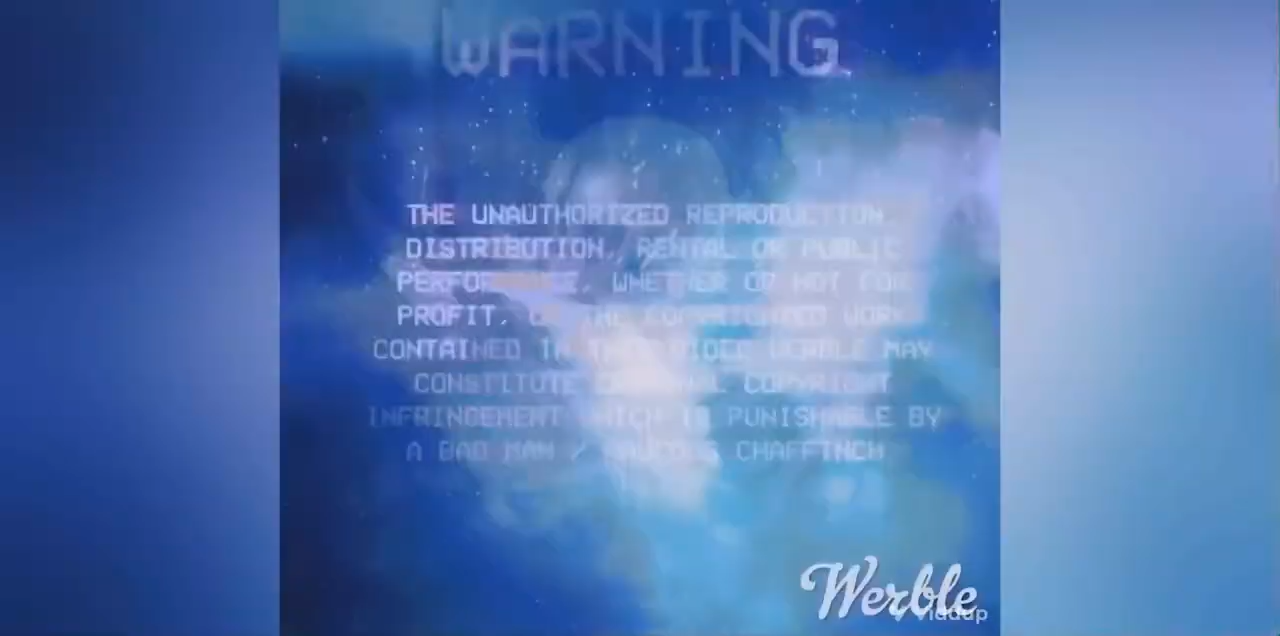 WARNING
THE UNAUTHORIZED REPRODUCTION,
DISTRIBUTION, RENTAL OR PUBLIC
PERFORMANCE, WHETHER OR NOT FOR
PROFIT, OF THE COPYRIGHTED WORK
CONTAINED IN THIS VIDEO WERBLE MAY
CONSTITUTE CRIMINAL COPYRIGHT
INFRINGEMENT WHICH IS PUNISHABLE BY
A BAD MAN / CHAFFINCH
Werble
Viddup